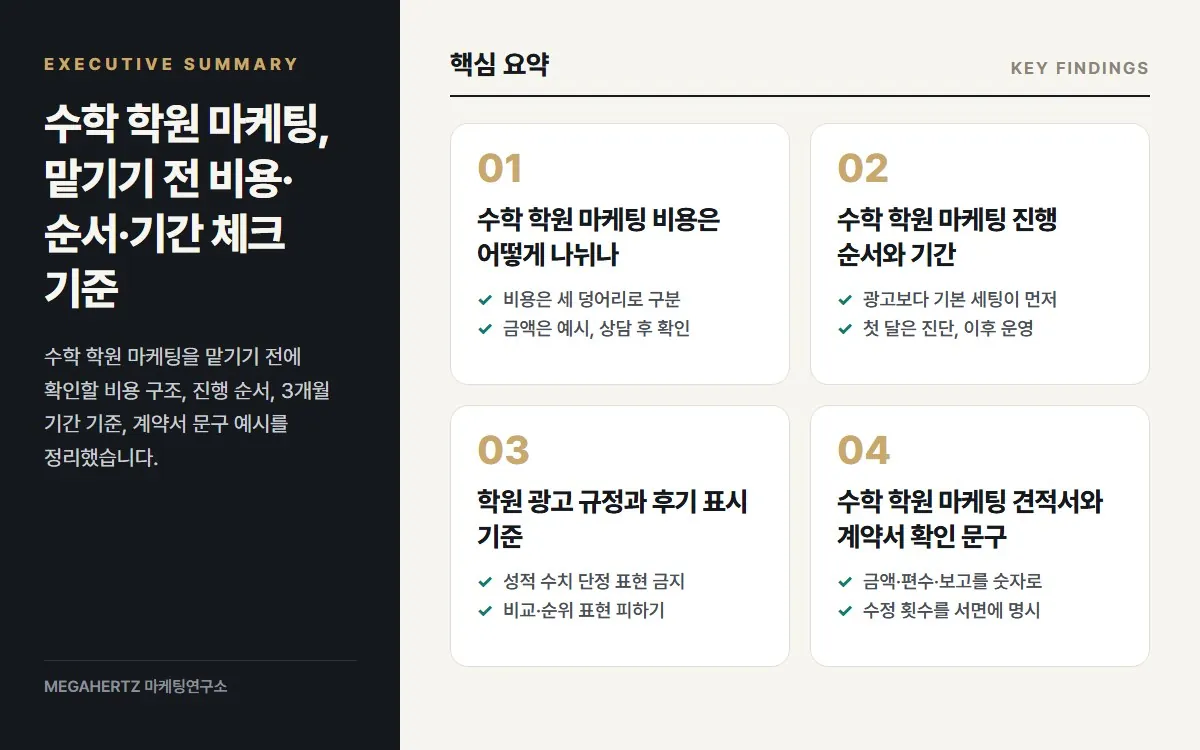 EXECUTIVE SUMMARY
수학 학원 마케팅,
맡기기 전 비용·
순서·기간 체크
기준
수학 학원 마케팅을 맡기기 전에
확인할 비용 구조, 진행 순서, 3개월
기간 기준, 계약서 문구 예시를
정리했습니다.
MEGAHERTZ 마케팅연구소
핵심 요약
KEY FINDINGS
01
수학 학원 마케팅 비용은
어떻게 나뉘나
비용은 세 덩어리로 구분
금액은 예시, 상담 후 확인
02
수학 학원 마케팅 진행
순서와 기간
광고보다 기본 세팅이 먼저
첫 달은 진단, 이후 운영
03
학원 광고 규정과 후기 표시
기준
성적 수치 단정 표현 금지
비교·순위 표현 피하기
04
수학 학원 마케팅 견적서와
계약서 확인 문구
금액·편수·보고를 숫자로
수정 횟수를 서면에 명시